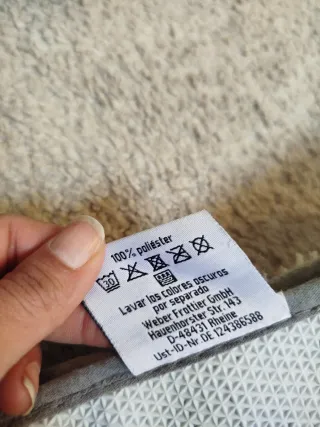 100% poliéster
30
Lavar los colores oscuros
por separado
Weber Frottier GmbH
Hauenhorster Str. 143
D-48431 Rheine
Ust-ID-Nr DE 124386588